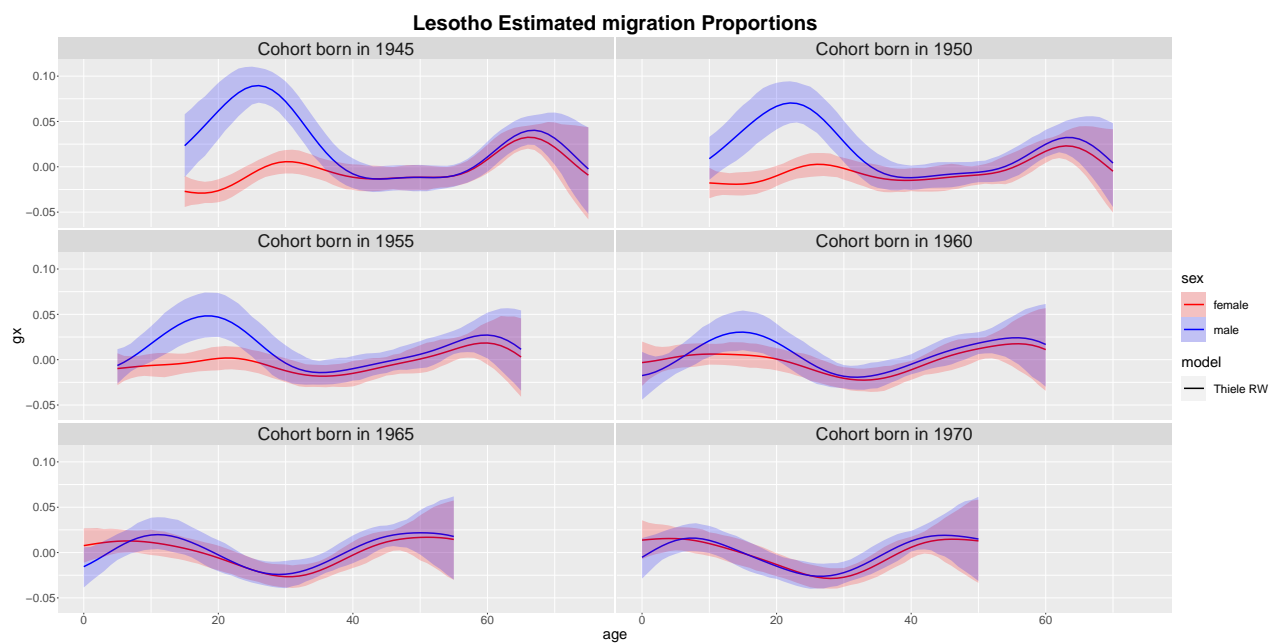 Lesotho Estimated migration Proportions
Cohort born in 1945
Cohort born in 1950
0.10
0.05
0.00
−0.05
Cohort born in 1955
Cohort born in 1960
0.10
0.05
0.00
−0.05
Cohort born in 1965
Cohort born in 1970
0.10
0.05
0.00
−0.05
0 20 40 60
0 20 40 60
age
gx
sex
female
male
model
Thiele RW